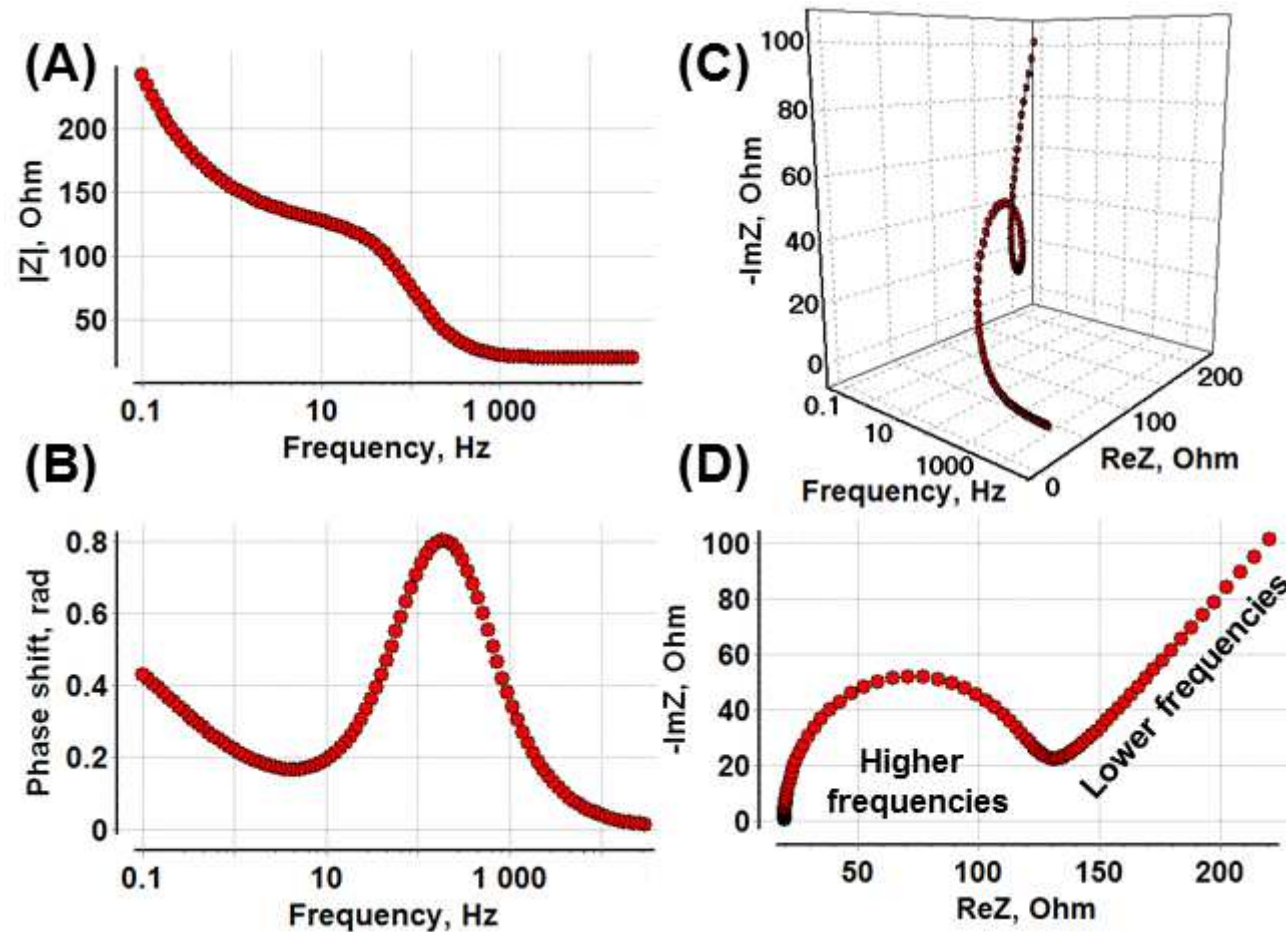 (A)
|Z|, Ohm
200
150
100
50
0.1 10 1 000
Frequency, Hz
(B)
Phase shift, rad
0.8
0.6
0.4
0.2
0
0.1 10 1 000
Frequency, Hz
(C)
-ImZ, Ohm
100
80
60
40
20
0
0.1
10
1000
Frequency, Hz
0
100
200
ReZ, Ohm
(D)
-ImZ, Ohm
100
80
60
40
20
0
Higher
frequencies
Lower frequencies
50 100 150 200
ReZ, Ohm